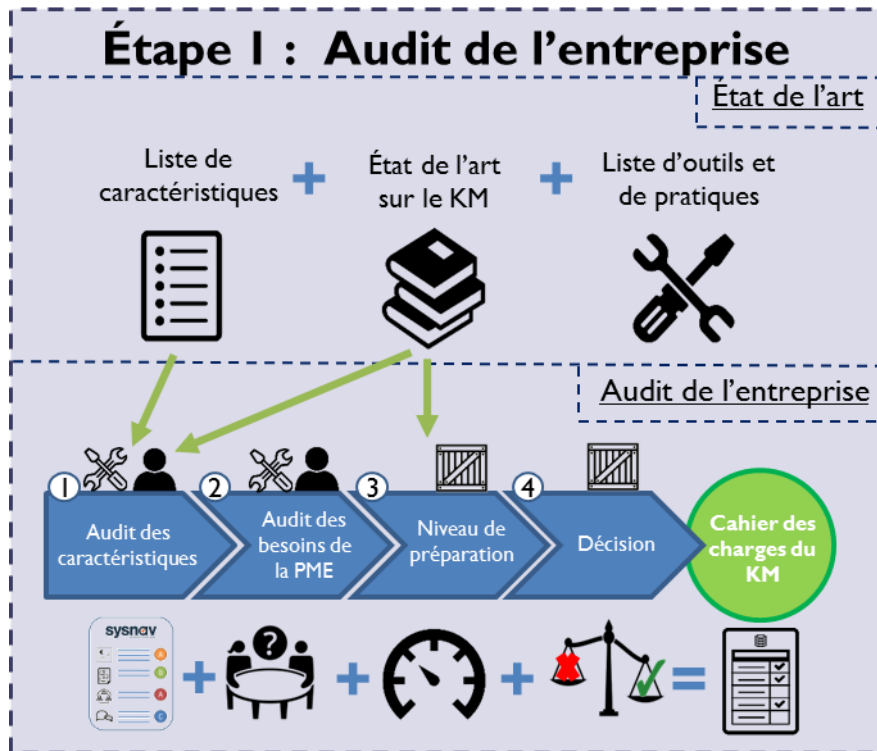 Étape 1 : Audit de l'entreprise
État de l'art
Liste de
caractéristiques
+
État de l'art
sur le KM
+
Liste d'outils et
de pratiques
Audit de l'entreprise
1
Audit des
caractéristiques
2
Audit des
besoins de
la PME
3
Niveau de
préparation
4
Décision
Cahier des
charges du
KM
sysnav
A
B
A
C
+
?
+
+
=